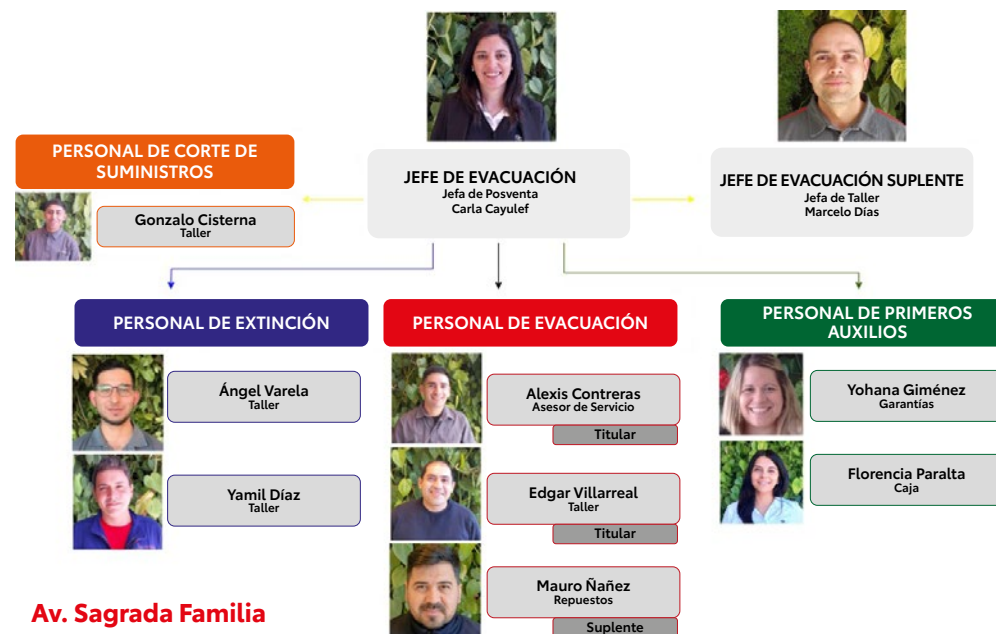 PERSONAL DE CORTE DE
SUMINISTROS
Gonzalo Cisterna
Taller
JEFE DE EVACUACIÓN
Jefa de Posventa
Carla Cayulef
JEFE DE EVACUACIÓN SUPLENTE
Jefa de Taller
Marcelo Días
PERSONAL DE EXTINCIÓN
Ángel Varela
Taller
Yamil Díaz
Taller
PERSONAL DE EVACUACIÓN
Alexis Contreras
Asesor de Servicio
Titular
Edgar Villarreal
Taller
Titular
Mauro Ñañez
Repuestos
Suplente
PERSONAL DE PRIMEROS
AUXILIOS
Yohana Giménez
Garantías
Florencia Paralta
Caja
Av. Sagrada Familia